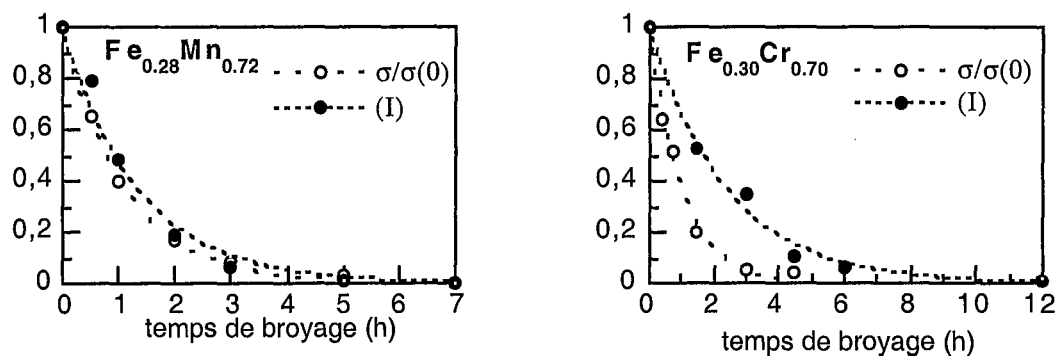 1
0,8
0,6
0,4
0,2
0
Fe0.28Mn0.72
σ/σ(0)
(I)
0 1 2 3 4 5 6 7
temps de broyage (h)
1
0,8
0,6
0,4
0,2
0
Fe0.30Cr0.70
σ/σ(0)
(I)
0 2 4 6 8 10 12
temps de broyage (h)